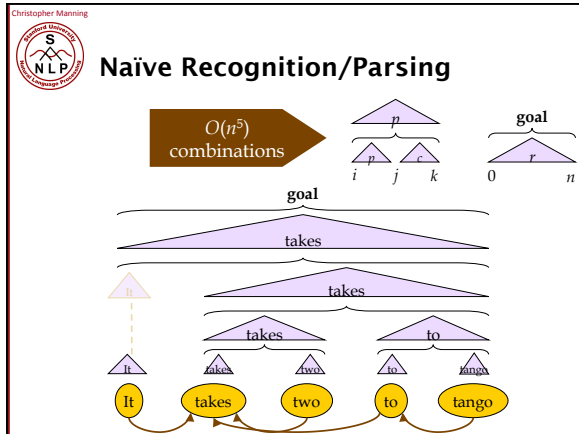 Christopher Manning
Stanford University
S
NLP
Natural Language Processing
Naïve Recognition/Parsing
O(n⁵)
combinations
p
p c
i j k
goal
r
0 n
goal
takes
It
takes
takes to
It takes two to tango
It takes two to tango